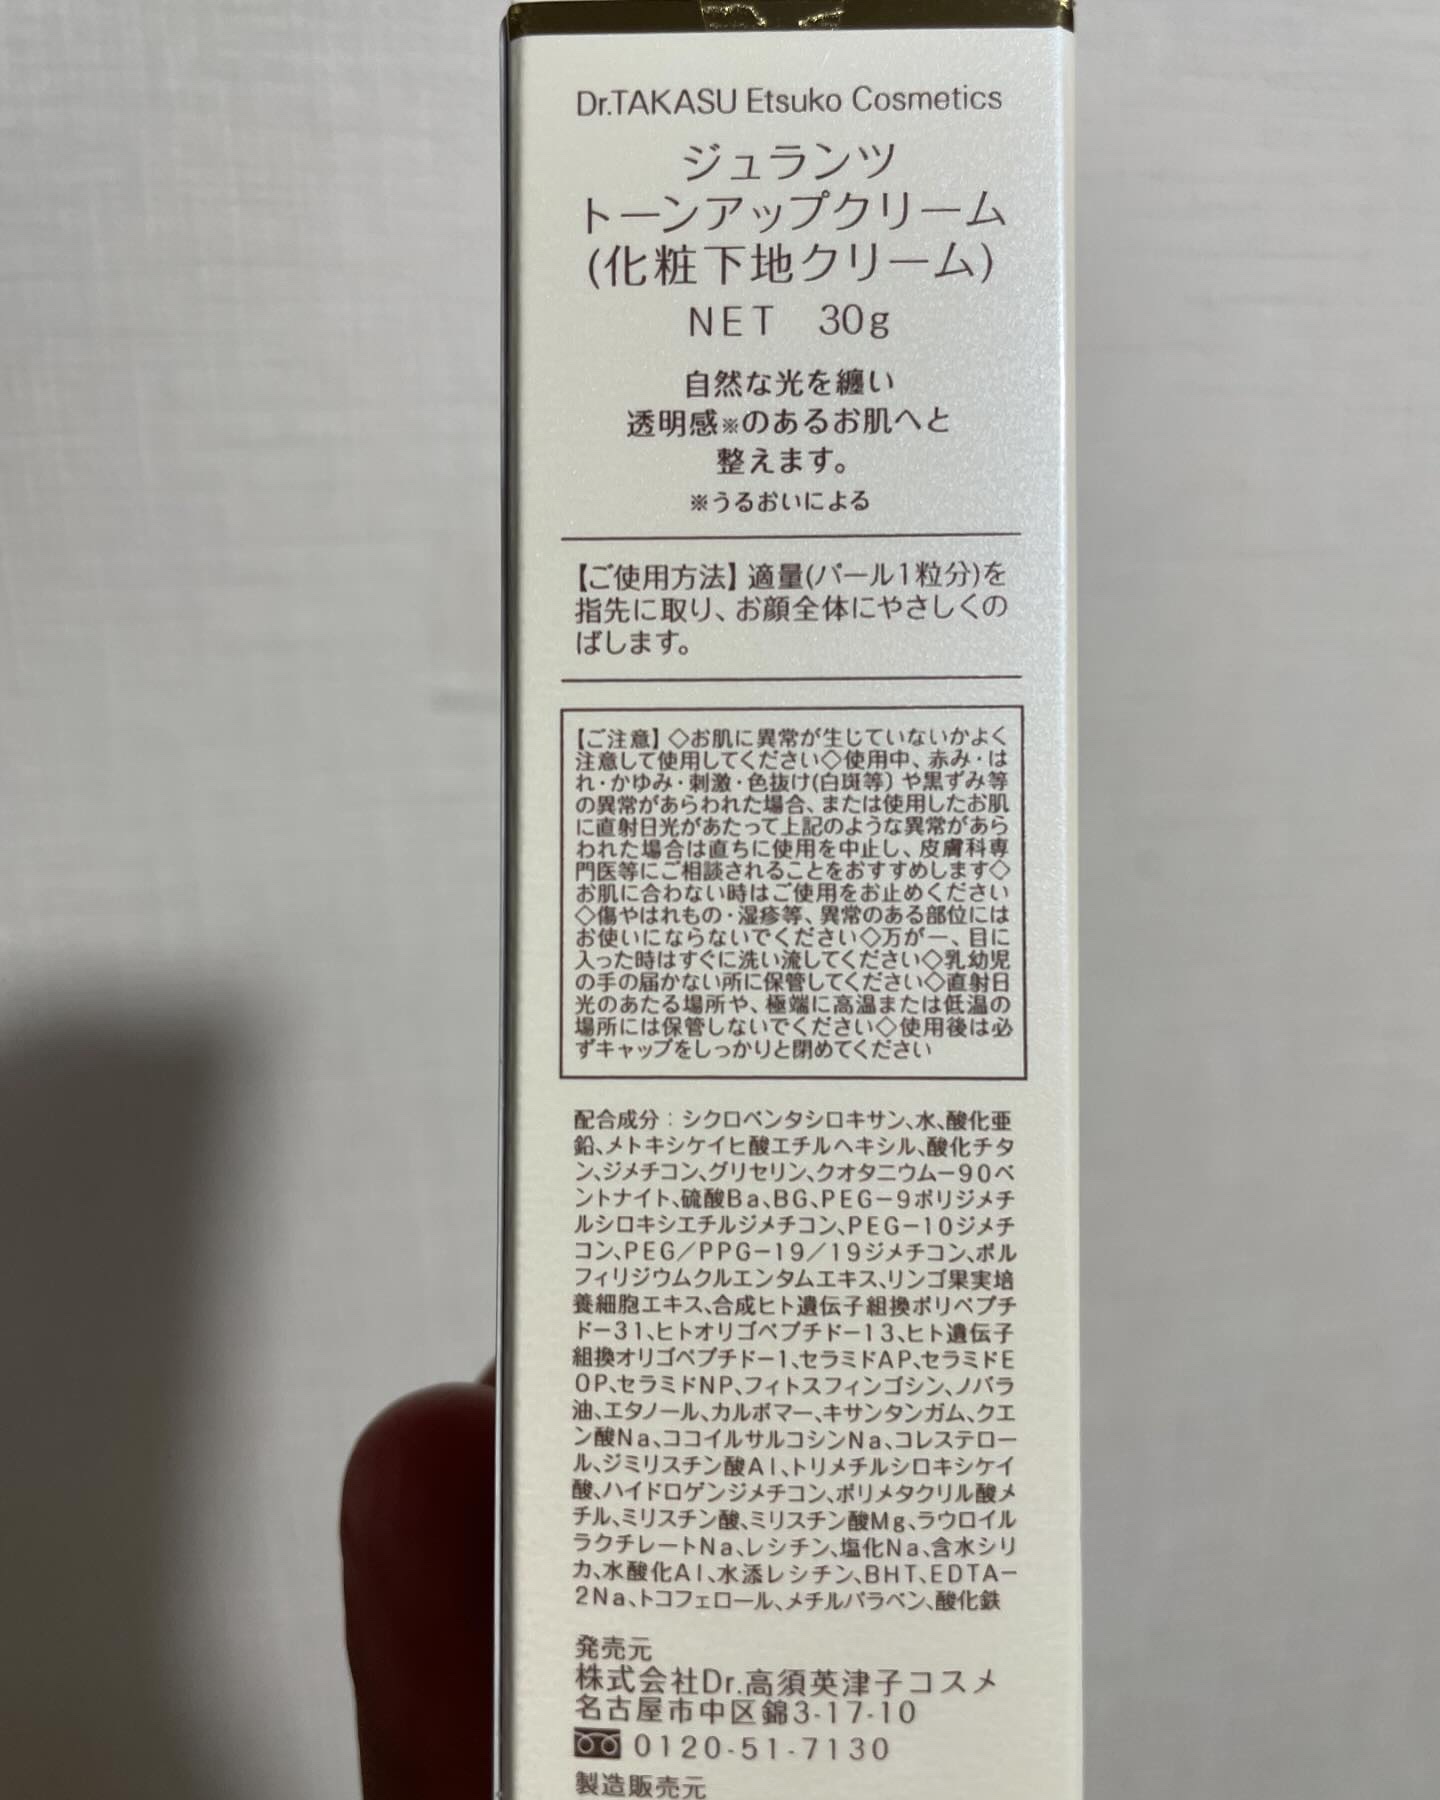 Dr.TAKASU Etsuko Cosmetics
ジュランツ
トーンアップクリーム
(化粧下地クリーム)
NET 30g
自然な光を纏い
透明感※のあるお肌へと
整えます。
※うるおいによる
【ご使用方法】適量(パール1粒分)を
指先に取り、お顔全体にやさしくの
ばします。
【ご注意】◇お肌に異常が生じていないかよく
注意して使用してください◇使用中、赤み・は
れ・かゆみ・刺激・色抜け(白斑等)や黒ずみ等
の異常があらわれた場合、または使用したお肌
に直射日光があたって上記のような異常があら
われた場合は直ちに使用を中止し、皮膚科専
門医等にご相談されることをおすすめします◇
お肌に合わない時はご使用をお止めください
◇傷やはれもの・湿疹等、異常のある部位には
お使いにならないでください◇万が一、目に
入った時はすぐに洗い流してください◇乳幼児
の手の届かない所に保管してください◇直射日
光のあたる場所や、極端に高温または低温の
場所には保管しないでください◇使用後は必
ずキャップをしっかりと閉めてください
配合成分：シクロペンタシロキサン、水、酸化亜
鉛、メトキシケイヒ酸エチルヘキシル、酸化チタ
ン、ジメチコン、グリセリン、クオタニウム－90ベ
ントナイト、硫酸Ba、BG、PEG－9ポリジメチ
ルシロキシエチルジメチコン、PEG－10ジメチ
コン、PEG／PPG－19／19ジメチコン、ポル
フィリジウムクルエンタムエキス、リンゴ果実培
養細胞エキス、合成ヒト遺伝子組換ポリペプチ
ド－31、ヒトオリゴペプチド－13、ヒト遺伝子
組換オリゴペプチド－1、セラミドAP、セラミドE
OP、セラミドNP、フィトスフィンゴシン、ノバラ
油、エタノール、カルボマー、キサンタンガム、クエ
ン酸Na、ココイルサルコシンNa、コレステロー
ル、ジミリスチン酸Al、トリメチルシロキシケイ
酸、ハイドロゲンジメチコン、ポリメタクリル酸メ
チル、ミリスチン酸、ミリスチン酸Mg、ラウロイル
ラクチレートNa、レシチン、塩化Na、含水シリ
カ、水酸化Al、水添レシチン、BHT、EDTA－
2Na、トコフェロール、メチルパラベン、酸化鉄
発売元
株式会社Dr.高須英津子コスメ
名古屋市中区錦3-17-10
0120-51-7130
製造販売元